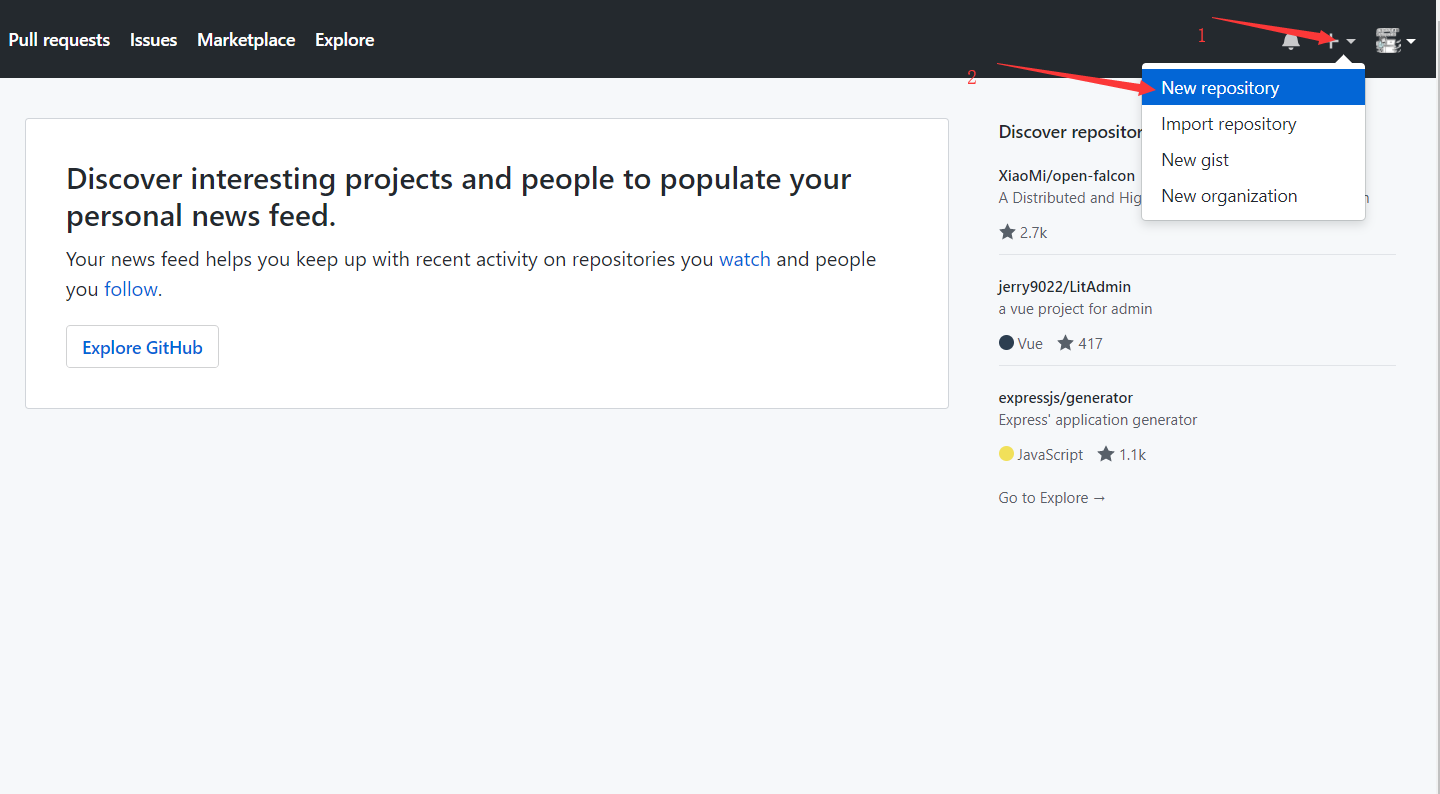 Pull requests Issues Marketplace Explore
1
2
New repository
Import repository
New gist
New organization
Discover interesting projects and people to populate your
personal news feed.
Your news feed helps you keep up with recent activity on repositories you watch and people
you follow.
Explore GitHub
Discover repositor
XiaoMi/open-falcon
A Distributed and Hig
2.7k
jerry9022/LitAdmin
a vue project for admin
Vue 417
expressjs/generator
Express' application generator
JavaScript 1.1k
Go to Explore →